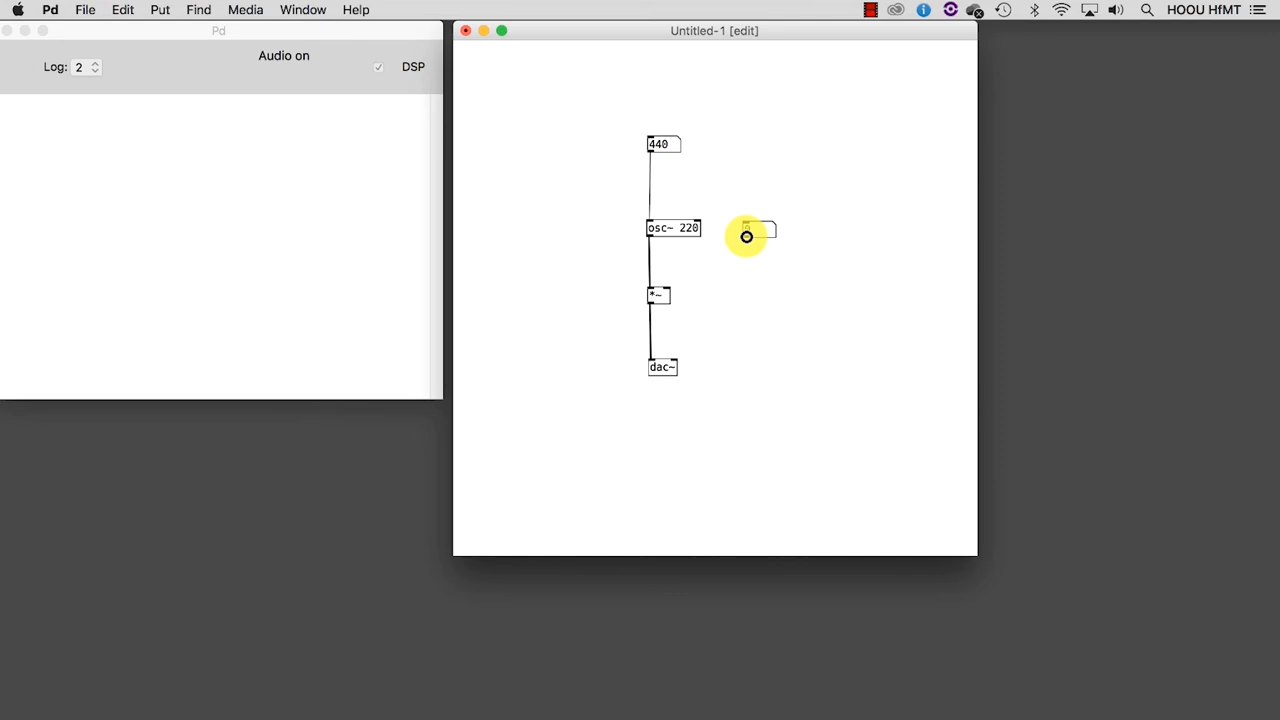 Pd File Edit Put Find Media Window Help HOOU HfMT
Pd
Audio on
Log: 2 DSP
Untitled-1 [edit]
440
osc~ 220
*~
dac~